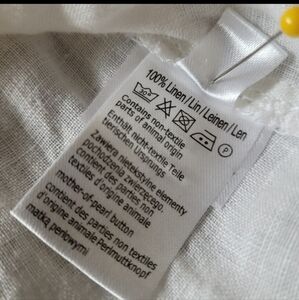 100% Linen/Lin/Leinen/Len
P
Contains non-textile
parts of animal origin
Enthält nicht-textile Teile
tierischen Ursprungs
Zawiera nietekstylne elementy
pochodzenia zwierzęcego.
contient des parties non
textiles d'origine animale
mother-of-pearl button
contient des parties non textiles
d'origine animale Perlmuttknopf
perłowymi